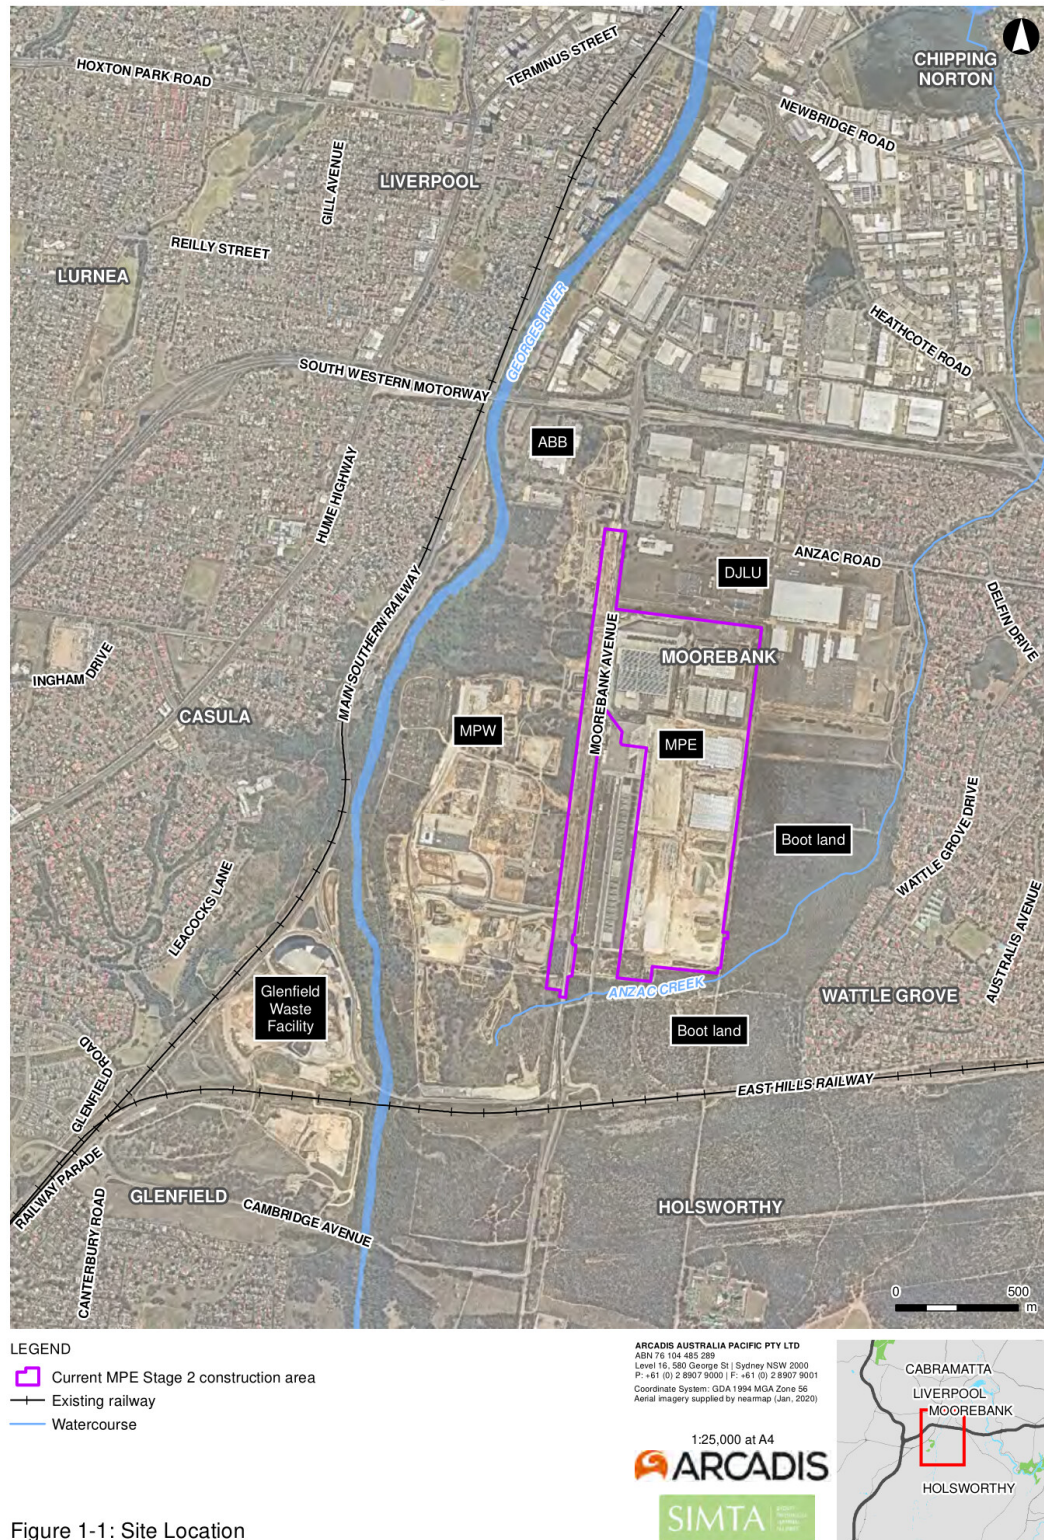 HOXTON PARK ROAD
TERMINUS STREET
CHIPPING
NORTON
NEWBRIDGE ROAD
GILL AVENUE
LIVERPOOL
REILLY STREET
LURNEA
GEORGES RIVER
HEATHCOTE ROAD
SOUTH WESTERN MOTORWAY
ABB
HUME HIGHWAY
ANZAC ROAD
DJLU
DELFIN DRIVE
MAIN SOUTHERN RAILWAY
MOOREBANK AVENUE
MOOREBANK
INGHAM DRIVE
CASULA
MPW
MPE
Boot land
WATTLE GROVE DRIVE
LEACOCKS LANE
AUSTRALIS AVENUE
Glenfield
Waste
Facility
ANZAC CREEK
WATTLE GROVE
Boot land
GLENFIELD
ROAD
EAST HILLS RAILWAY
RAILWAY PARADE
GLENFIELD
CAMBRIDGE AVENUE
HOLSWORTHY
CANTERBURY ROAD
0 500
m
LEGEND
Current MPE Stage 2 construction area
Existing railway
Watercourse
ARCADIS AUSTRALIA PACIFIC PTY LTD
ABN 76 104 485 289
Level 16, 580 George St | Sydney NSW 2000
P: +61 (0) 2 8907 9000 | F: +61 (0) 2 8907 9001
Coordinate System: GDA 1994 MGA Zone 56
Aerial imagery supplied by nearmap (Jan, 2020)
1:25,000 at A4
ARCADIS
SIMTA
CABRAMATTA
LIVERPOOL
MOOREBANK
HOLSWORTHY
Figure 1-1: Site Location